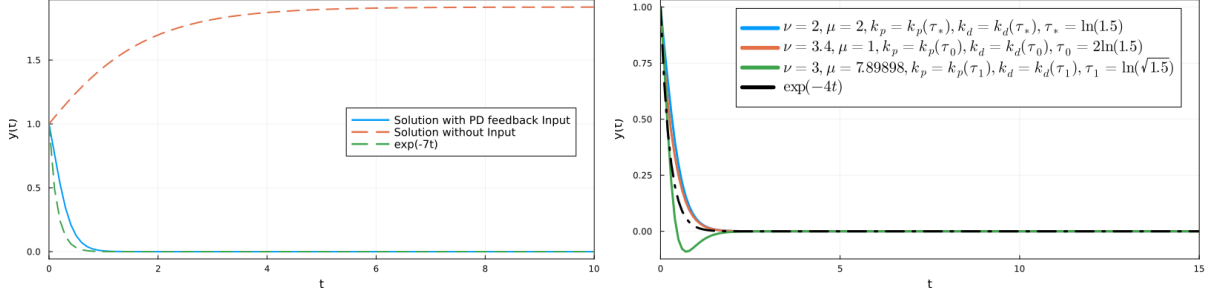 1.5
1.0
0.5
0.0
y(t)
0
2
4
6
8
10
t
Solution with PD feedback Input
Solution without Input
exp(-7t)
1.00
0.75
0.50
0.25
0.00
y(t)
0
5
10
15
t
ν = 2, μ = 2, k_p = k_p(τ_*), k_d = k_d(τ_*), τ_* = ln(1.5)
ν = 3.4, μ = 1, k_p = k_p(τ_0), k_d = k_d(τ_0), τ_0 = 2ln(1.5)
ν = 3, μ = 7.89898, k_p = k_p(τ_1), k_d = k_d(τ_1), τ_1 = ln(√1.5)
exp(−4t)